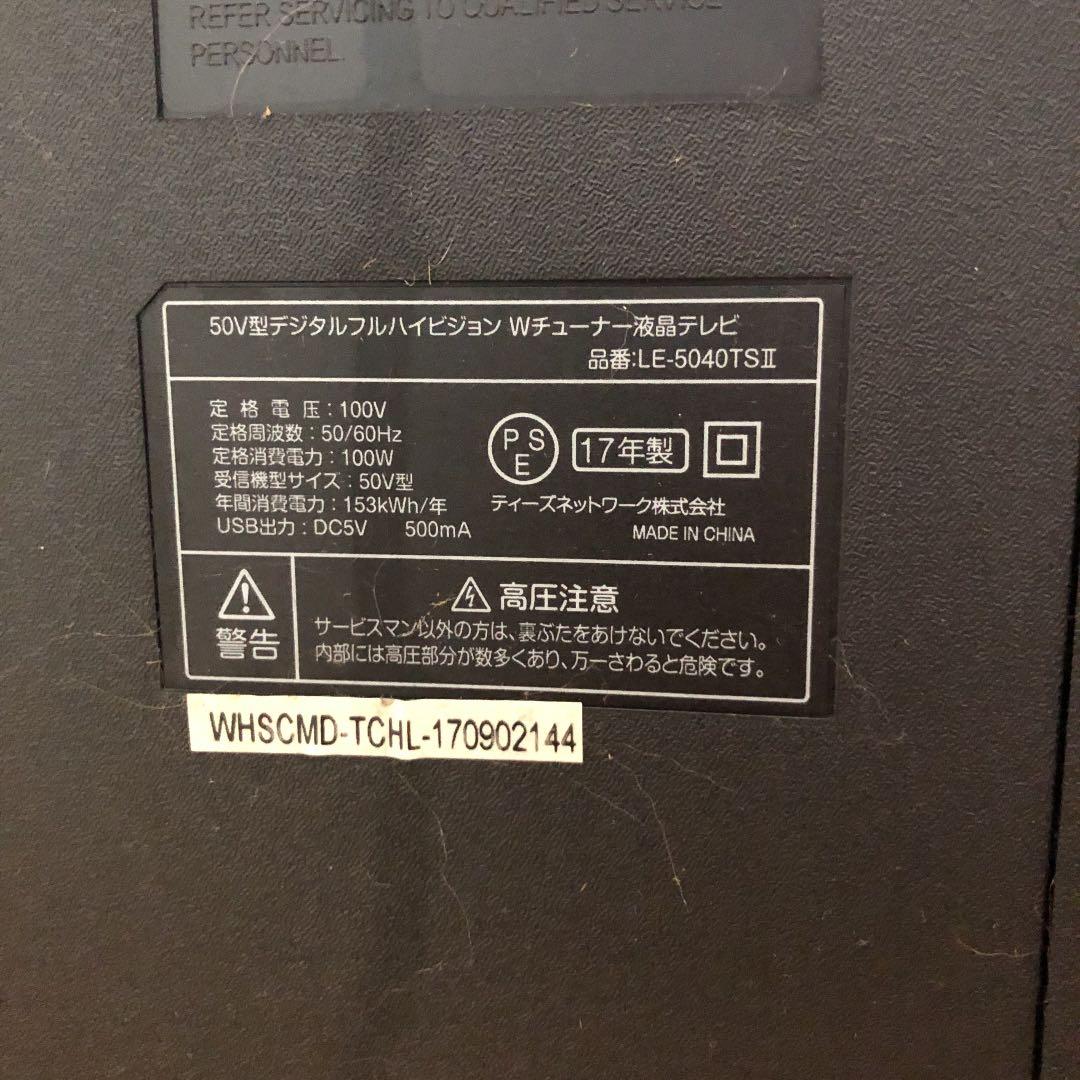 REFER SERVICING TO QUALIFIED SERVICE
PERSONNEL.
50V型デジタルフルハイビジョン Wチューナー液晶テレビ
品番:LE-5040TSⅡ
定格電圧:100V
定格周波数:50/60Hz
定格消費電力:100W
受信機型サイズ:50V型
年間消費電力:153kWh/年
USB出力:DC5V 500mA
PSE
17年製
ティーズネットワーク株式会社
MADE IN CHINA
警告
高圧注意
サービスマン以外の方は、裏ぶたをあけないでください。
内部には高圧部分が数多くあり、万一さわると危険です。
WHSCMD-TCHL-170902144